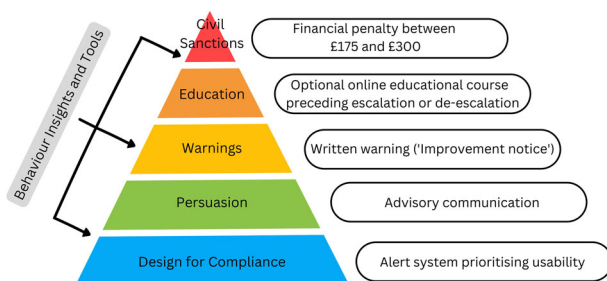 Behaviour Insights and Tools
Civil
Sanctions
Financial penalty between
£175 and £300
Education
Optional online educational course
preceding escalation or de-escalation
Warnings
Written warning ('Improvement notice')
Persuasion
Advisory communication
Design for Compliance
Alert system prioritising usability